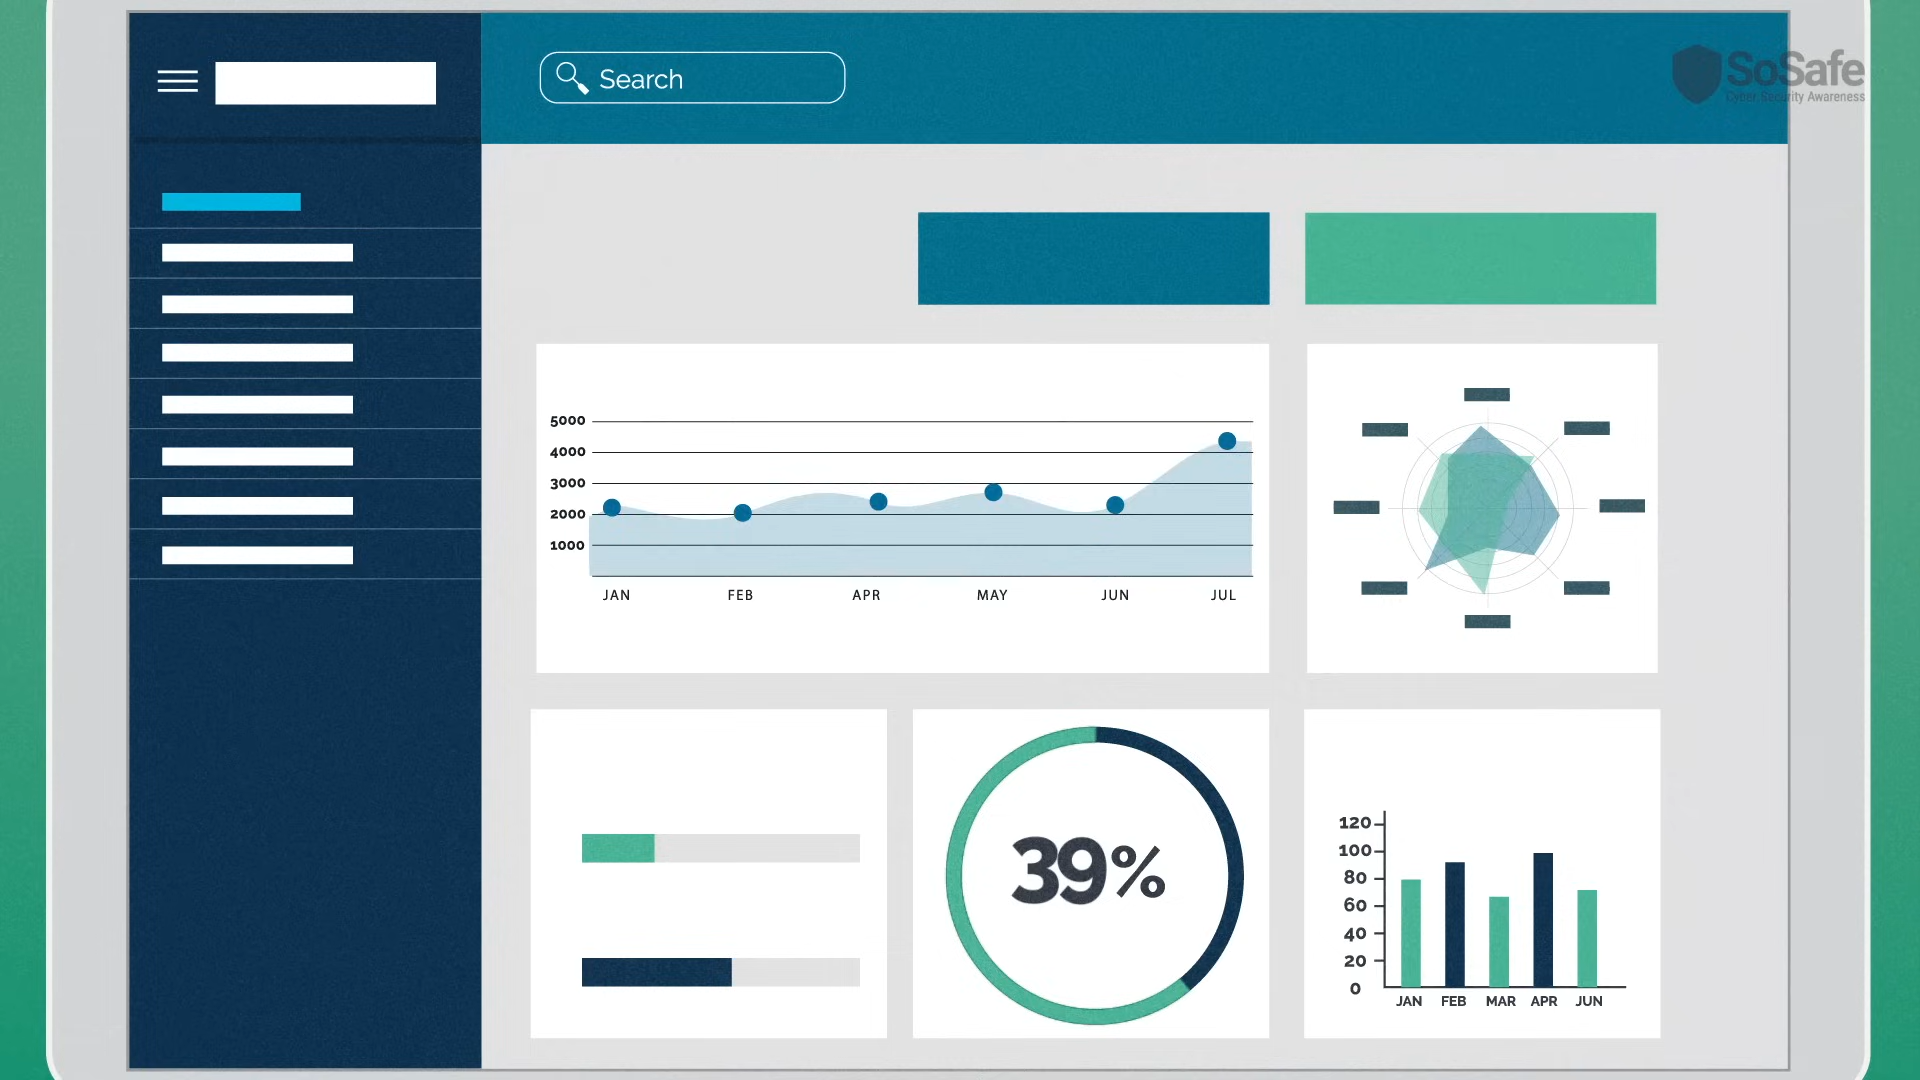 Search
SoSafe
Cyber Security Awareness
5000
4000
3000
2000
1000
JAN FEB APR MAY JUN JUL
39%
120
100
80
60
40
20
0
JAN FEB MAR APR JUN